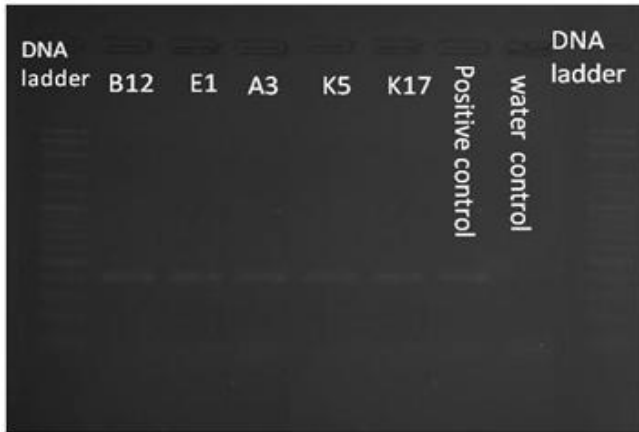 DNA
ladder
B12
E1
A3
K5
K17
Positive control
water control
DNA
ladder